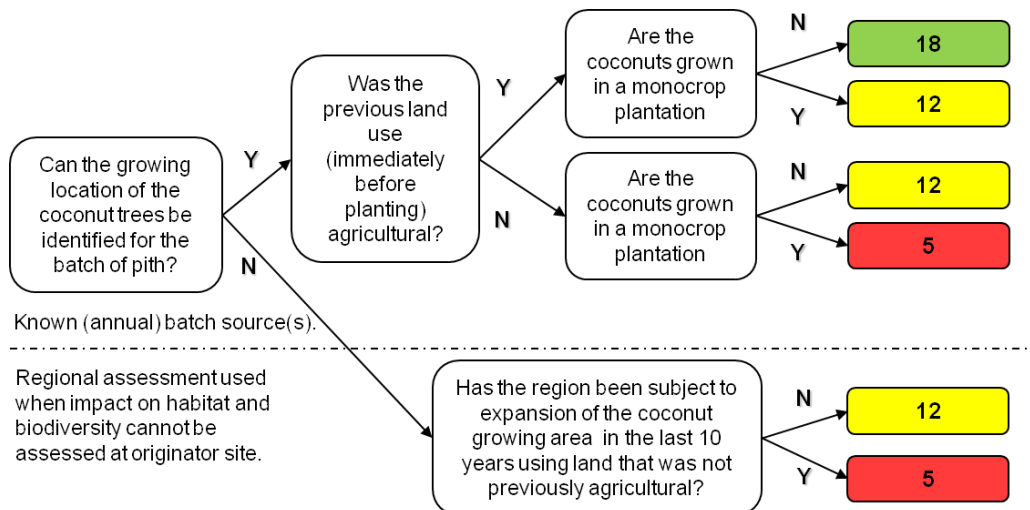 Can the growing
location of the
coconut trees be
identified for the
batch of pith?
Y
N
Was the
previous land
use
(immediately
before
planting)
agricultural?
Y
N
Are the
coconuts grown
in a monocrop
plantation
N
18
Y
12
Are the
coconuts grown
in a monocrop
plantation
N
12
Y
5
Known (annual) batch source(s).
Regional assessment used
when impact on habitat and
biodiversity cannot be
assessed at originator site.
Has the region been subject to
expansion of the coconut
growing area in the last 10
years using land that was not
previously agricultural?
N
12
Y
5